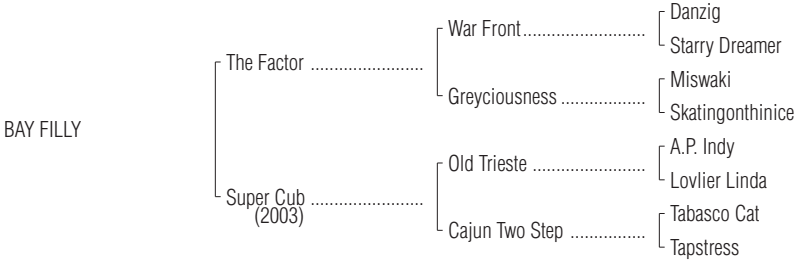 Danzig
War Front........................
Starry Dreamer
The Factor ......................
Miswaki
Greyciousness .................
Skatingonthinice
BAY FILLY
A.P. Indy
Old Trieste ......................
Lovlier Linda
Super Cub ......................
(2003)
Tabasco Cat
Cajun Two Step ...............
Tapstress